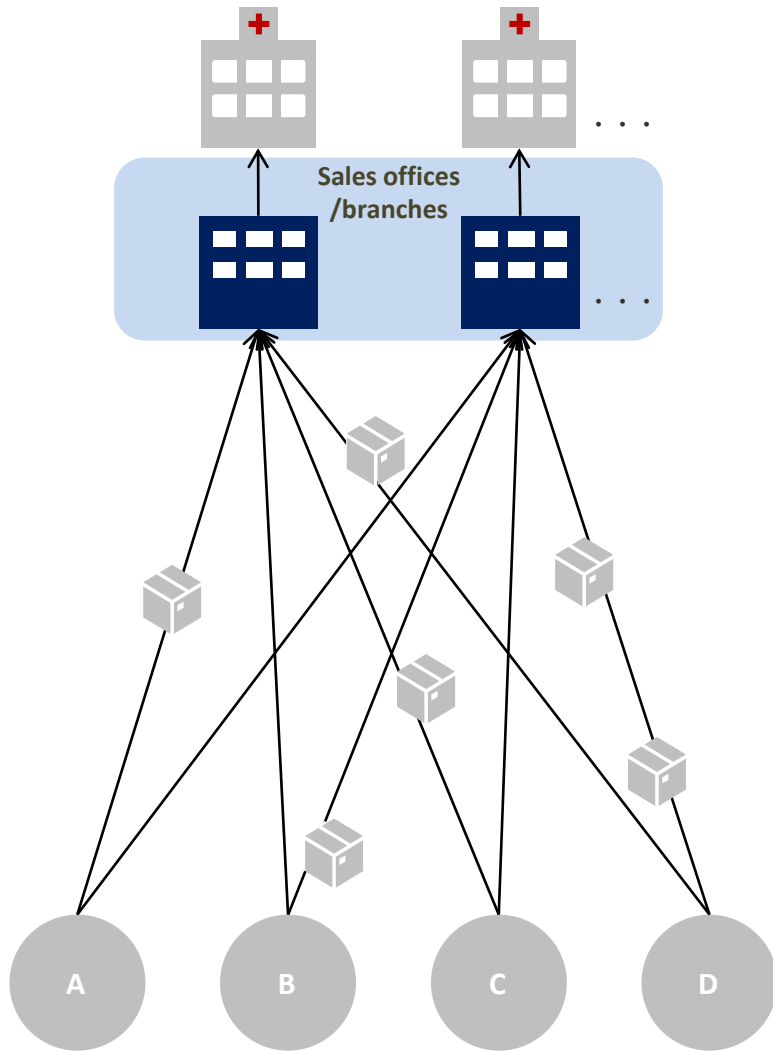 . . .
Sales offices
/branches
. . .
A
B
C
D